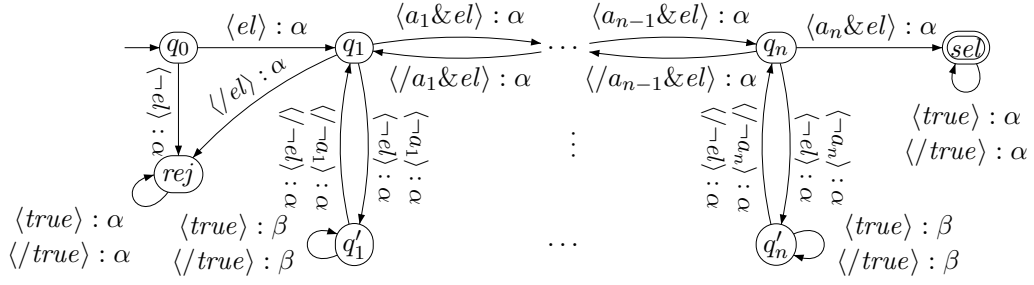 ⟨a₁&el⟩ : α
⟨aₙ₋₁&el⟩ : α
⟨el⟩ : α
⟨aₙ&el⟩ : α
q₀
q₁
...
qₙ
sel
⟨/a₁&el⟩ : α
⟨/aₙ₋₁&el⟩ : α
⟨/el⟩ : α
⟨¬el⟩ : α
⟨true⟩ : α
⟨/true⟩ : α
⟨/¬el⟩ : α
⟨/¬a₁⟩ : α
⟨¬el⟩ : α
⟨¬a₁⟩ : α
⋮
⟨/¬el⟩ : α
⟨/¬aₙ⟩ : α
⟨¬el⟩ : α
⟨¬aₙ⟩ : α
rej
⟨true⟩ : α
⟨/true⟩ : α
⟨true⟩ : β
⟨/true⟩ : β
q′₁
...
q′ₙ
⟨true⟩ : β
⟨/true⟩ : β